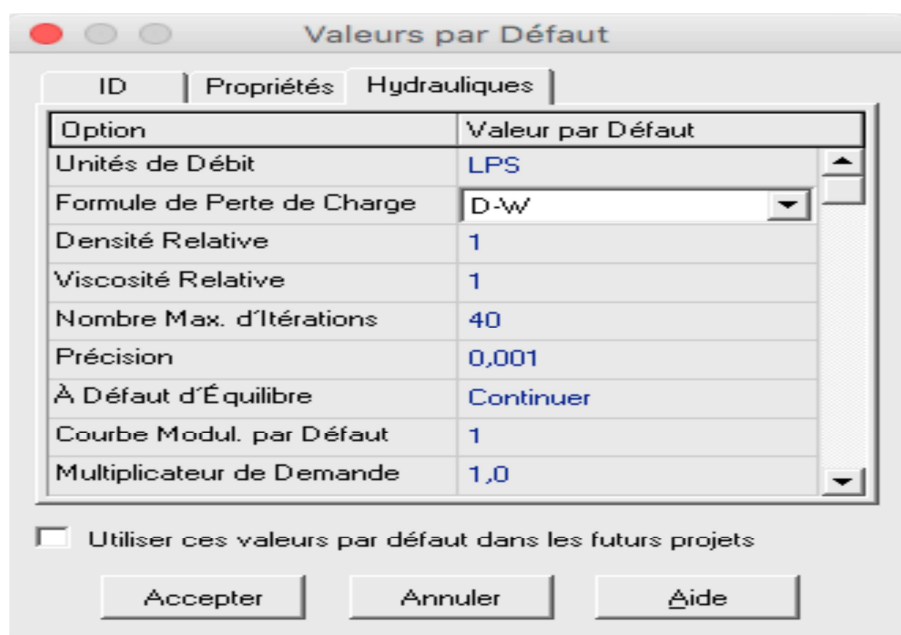 Valeurs par Défaut
ID Propriétés Hydrauliques
Option Valeur par Défaut
Unités de Débit LPS
Formule de Perte de Charge D-W
Densité Relative 1
Viscosité Relative 1
Nombre Max. d´Itérations 40
Précision 0,001
À Défaut d´Équilibre Continuer
Courbe Modul. par Défaut 1
Multiplicateur de Demande 1,0
Utiliser ces valeurs par défaut dans les futurs projets
Accepter Annuler Aide